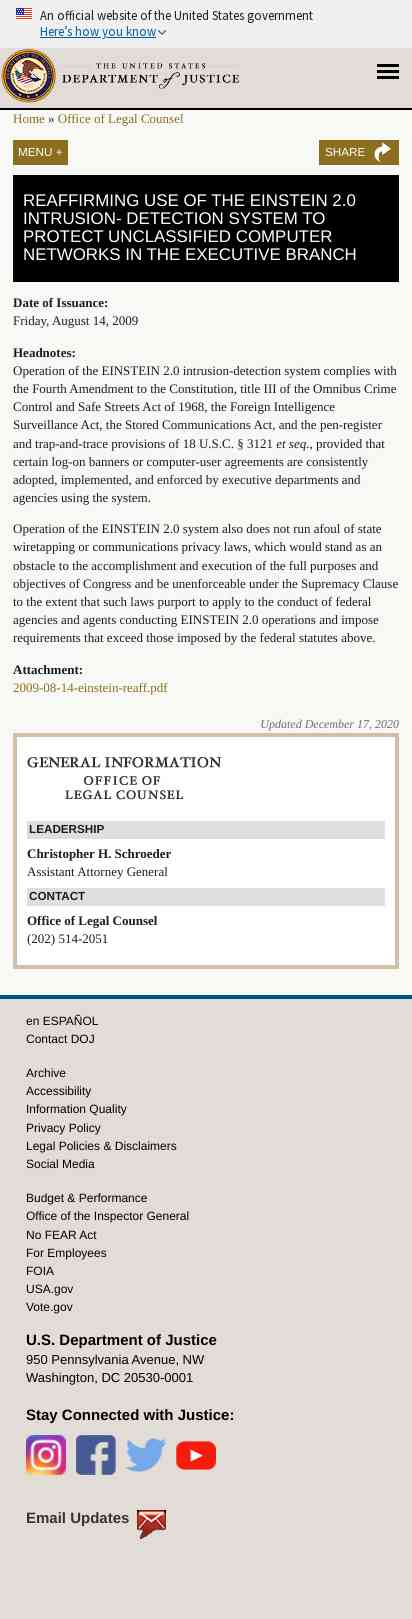 An official website of the United States government
Here's how you know
THE UNITED STATES
DEPARTMENT of JUSTICE
Home » Office of Legal Counsel
MENU +
SHARE
REAFFIRMING USE OF THE EINSTEIN 2.0
INTRUSION- DETECTION SYSTEM TO
PROTECT UNCLASSIFIED COMPUTER
NETWORKS IN THE EXECUTIVE BRANCH
Date of Issuance:
Friday, August 14, 2009
Headnotes:
Operation of the EINSTEIN 2.0 intrusion-detection system complies with
the Fourth Amendment to the Constitution, title III of the Omnibus Crime
Control and Safe Streets Act of 1968, the Foreign Intelligence
Surveillance Act, the Stored Communications Act, and the pen-register
and trap-and-trace provisions of 18 U.S.C. § 3121 et seq., provided that
certain log-on banners or computer-user agreements are consistently
adopted, implemented, and enforced by executive departments and
agencies using the system.
Operation of the EINSTEIN 2.0 system also does not run afoul of state
wiretapping or communications privacy laws, which would stand as an
obstacle to the accomplishment and execution of the full purposes and
objectives of Congress and be unenforceable under the Supremacy Clause
to the extent that such laws purport to apply to the conduct of federal
agencies and agents conducting EINSTEIN 2.0 operations and impose
requirements that exceed those imposed by the federal statutes above.
Attachment:
2009-08-14-einstein-reaff.pdf
Updated December 17, 2020
GENERAL INFORMATION
OFFICE OF
LEGAL COUNSEL
LEADERSHIP
Christopher H. Schroeder
Assistant Attorney General
CONTACT
Office of Legal Counsel
(202) 514-2051
en ESPAÑOL
Contact DOJ
Archive
Accessibility
Information Quality
Privacy Policy
Legal Policies & Disclaimers
Social Media
Budget & Performance
Office of the Inspector General
No FEAR Act
For Employees
FOIA
USA.gov
Vote.gov
U.S. Department of Justice
950 Pennsylvania Avenue, NW
Washington, DC 20530-0001
Stay Connected with Justice:
Email Updates